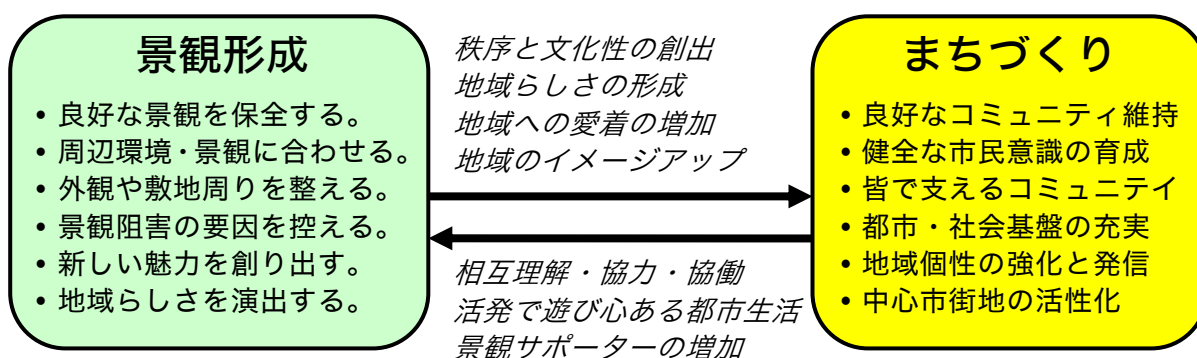 景観形成
• 良好な景観を保全する。
• 周辺環境・景観に合わせる。
• 外観や敷地周りを整える。
• 景観阻害の要因を控える。
• 新しい魅力を創り出す。
• 地域らしさを演出する。
秩序と文化性の創出
地域らしさの形成
地域への愛着の増加
地域のイメージアップ
相互理解・協力・協働
活発で遊び心ある都市生活
景観サポーターの増加
まちづくり
• 良好なコミュニティ維持
• 健全な市民意識の育成
• 皆で支えるコミュニテイ
• 都市・社会基盤の充実
• 地域個性の強化と発信
• 中心市街地の活性化